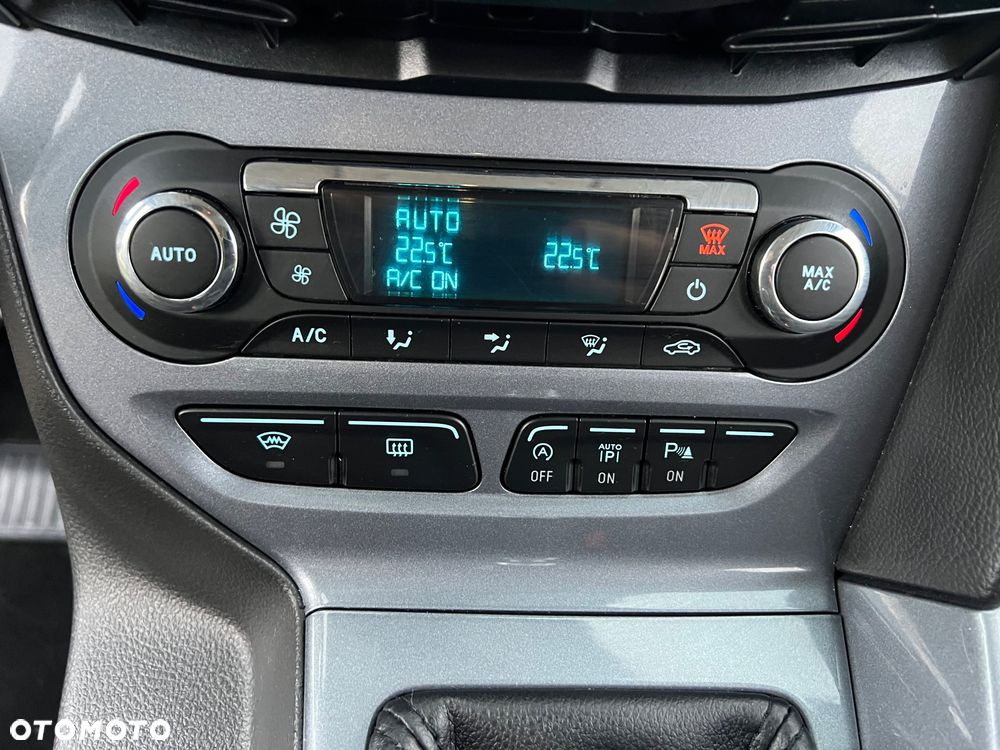 AUTO
22.5°C
22.5°C
A/C ON
AUTO
MAX
MAX
A/C
A/C
A
OFF
AUTO
P
ON
P
ON
OTOMOTO